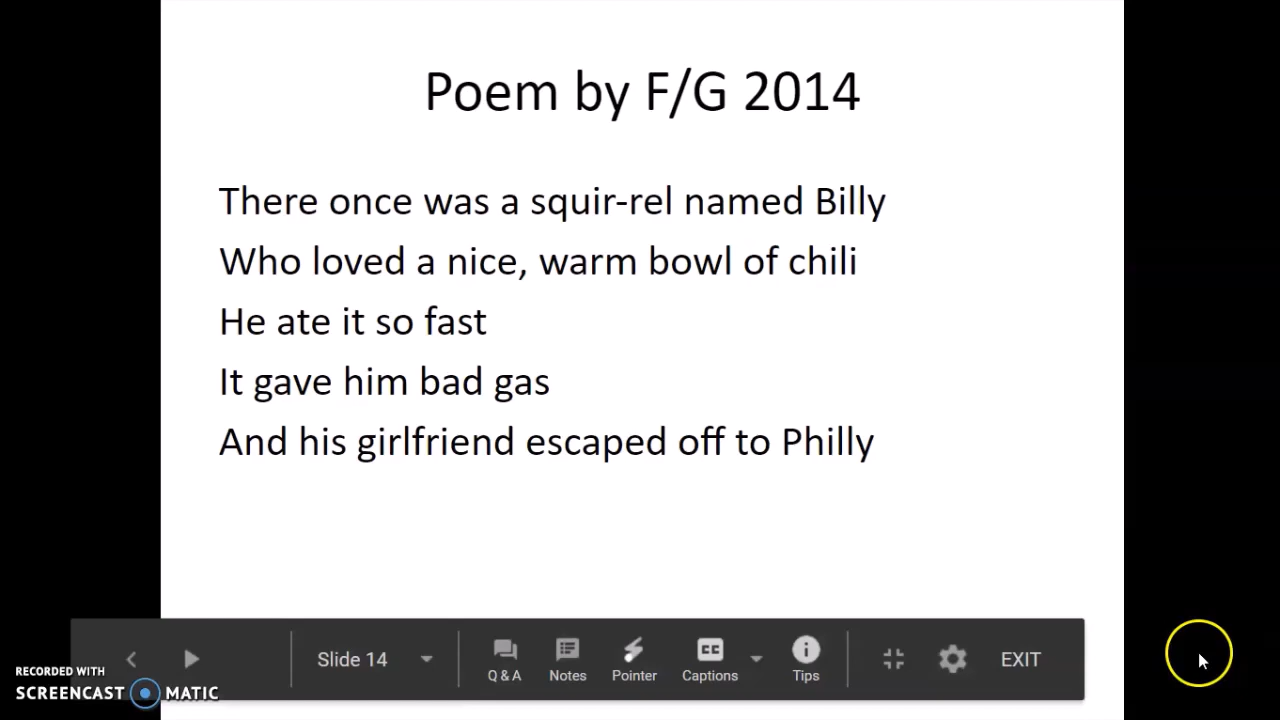 Poem by F/G 2014
There once was a squir-rel named Billy
Who loved a nice, warm bowl of chili
He ate it so fast
It gave him bad gas
And his girlfriend escaped off to Philly
Slide 14
Q & A
Notes
Pointer
CC
Captions
Tips
EXIT
RECORDED WITH
SCREENCAST MATIC